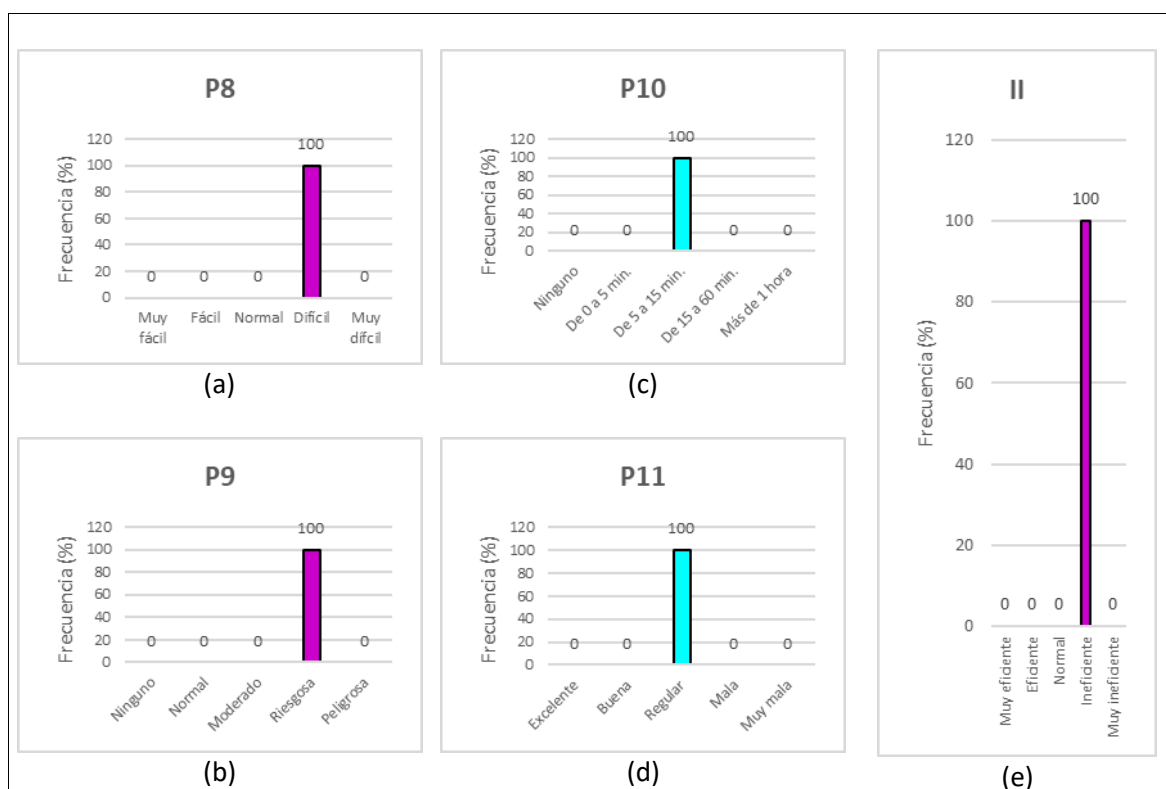 P8
Frecuencia (%)
120
100
80
60
40
20
0
0
0
0
100
0
Muy fácil
Fácil
Normal
Difícil
Muy difcil
(a)
P10
Frecuencia (%)
120
100
80
60
40
20
0
0
0
100
0
0
Ninguno
De 0 a 5 min.
De 5 a 15 min.
De 15 a 60 min.
Más de 1 hora
(c)
P9
Frecuencia (%)
120
100
80
60
40
20
0
0
0
0
100
0
Ninguno
Normal
Moderado
Riesgosa
Peligrosa
(b)
P11
Frecuencia (%)
120
100
80
60
40
20
0
0
0
100
0
0
Excelente
Buena
Regular
Mala
Muy mala
(d)
II
Frecuencia (%)
120
100
80
60
40
20
0
0
0
0
100
0
Muy eficiente
Eficiente
Normal
Ineficiente
Muy ineficiente
(e)